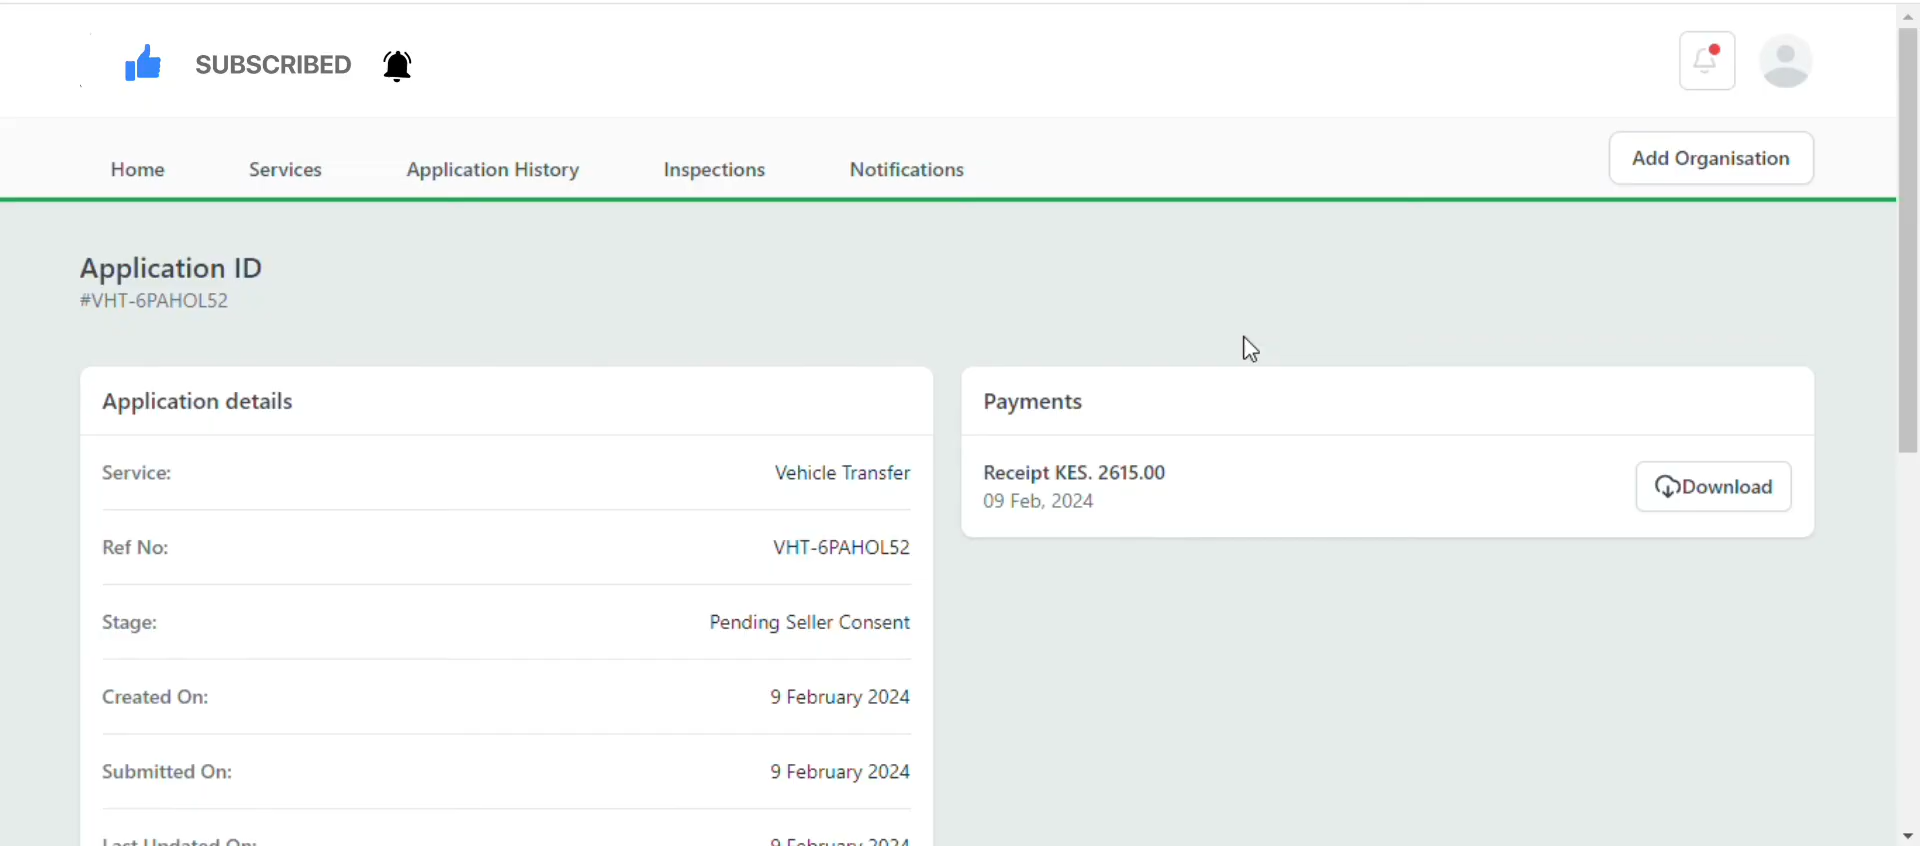 SUBSCRIBED
Home Services Application History Inspections Notifications Add Organisation
Application ID
#VHT-6PAHOL52
Application details
Service: Vehicle Transfer
Ref No: VHT-6PAHOL52
Stage: Pending Seller Consent
Created On: 9 February 2024
Submitted On: 9 February 2024
Last Updated On: 9 February 2024
Payments
Receipt KES. 2615.00
09 Feb, 2024
Download